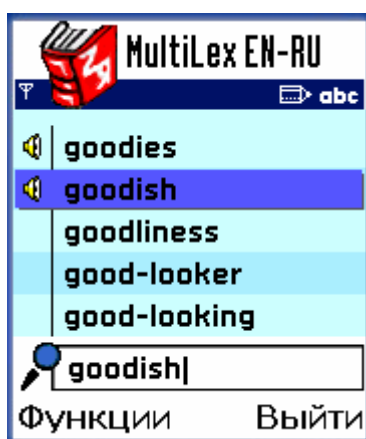 MultiLex EN-RU
abc
goodies
goodish
goodliness
good-looker
good-looking
goodish
Функции Выйти